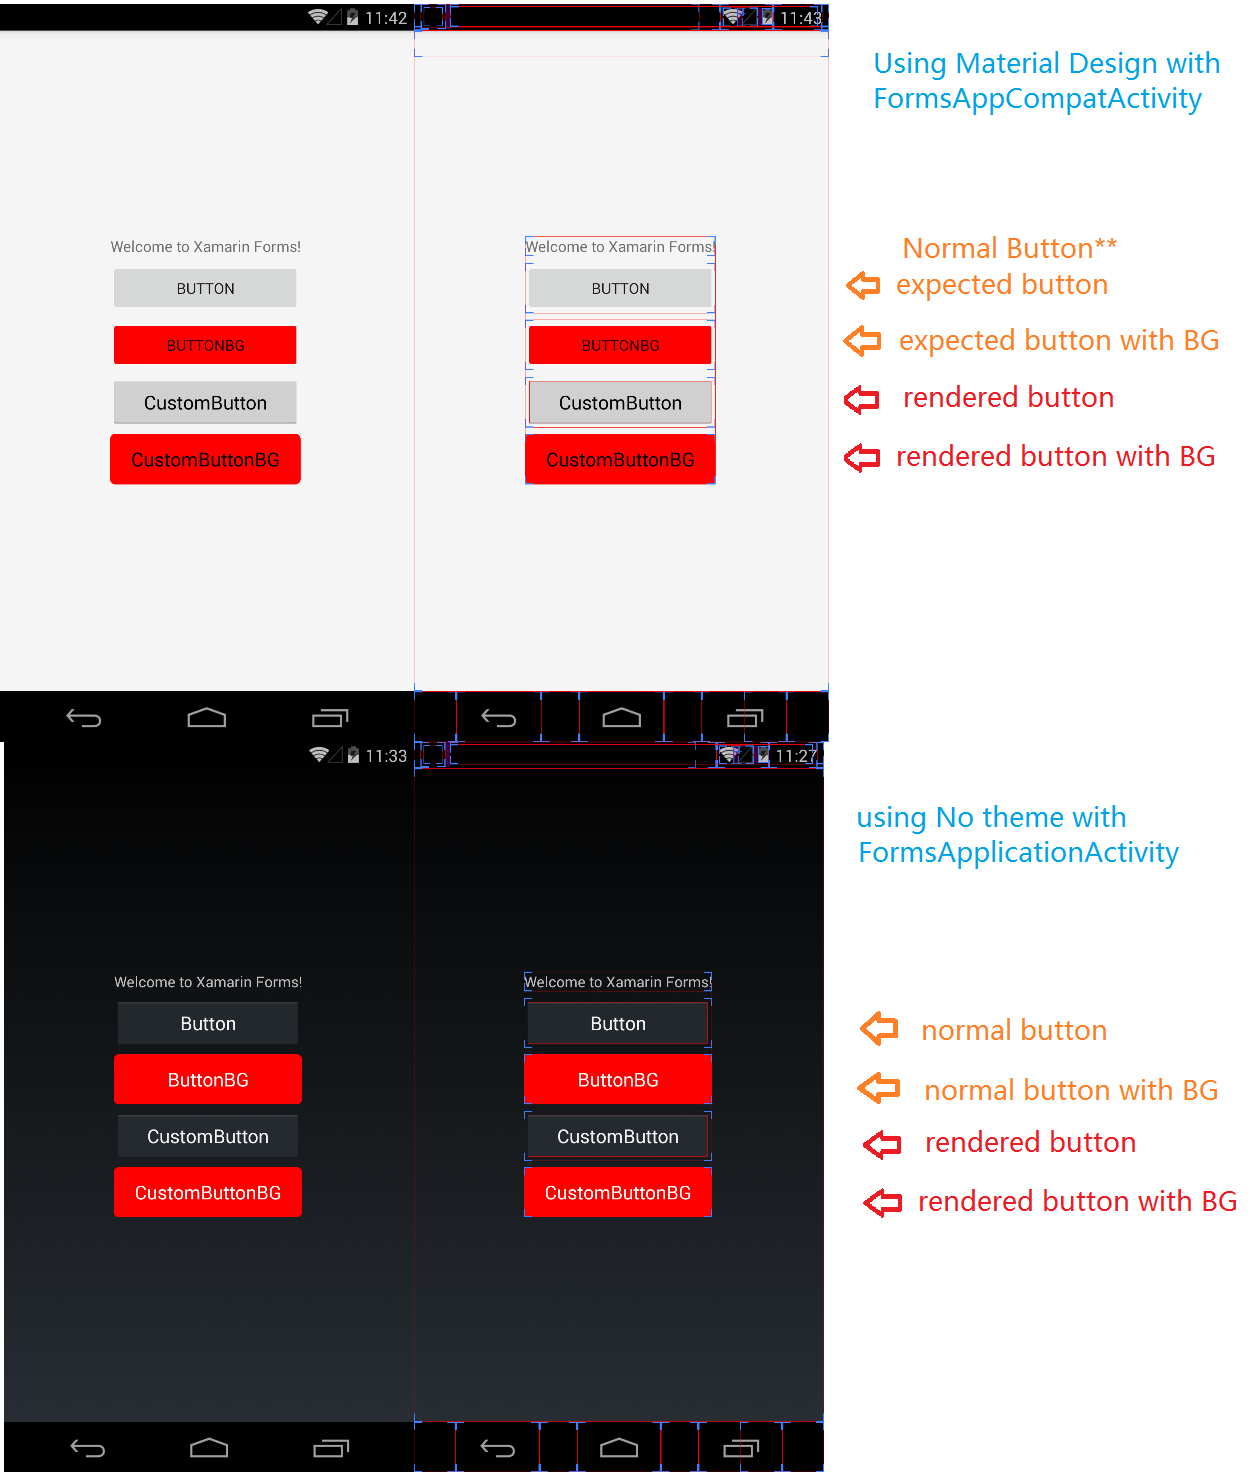 11:42
11:43
Using Material Design with
FormsAppCompatActivity
Welcome to Xamarin Forms!
Welcome to Xamarin Forms!
Normal Button**
BUTTON
BUTTON
expected button
BUTTONBG
BUTTONBG
expected button with BG
CustomButton
CustomButton
rendered button
CustomButtonBG
CustomButtonBG
rendered button with BG
11:33
11:27
using No theme with
FormsApplicationActivity
Welcome to Xamarin Forms!
Welcome to Xamarin Forms!
Button
Button
normal button
ButtonBG
ButtonBG
normal button with BG
CustomButton
CustomButton
rendered button
CustomButtonBG
CustomButtonBG
rendered button with BG